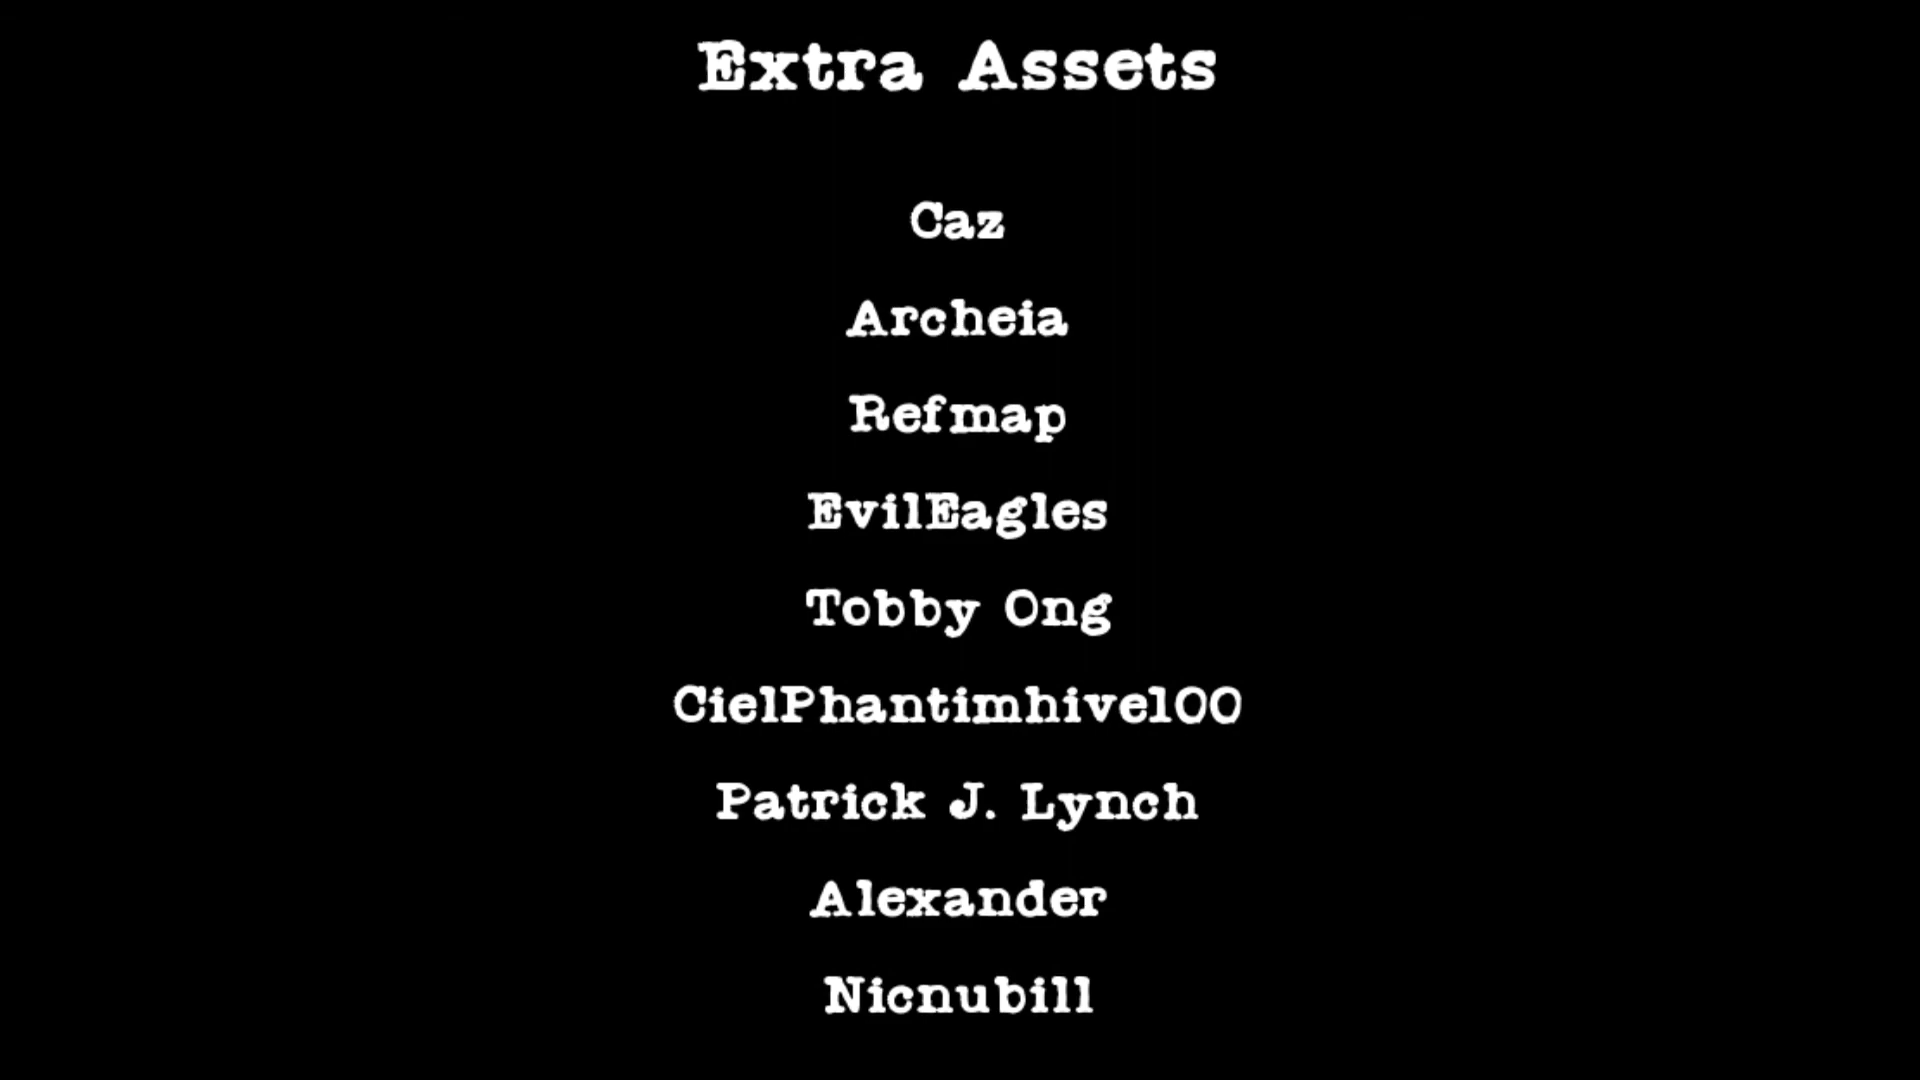 Extra Assets
Caz
Archeia
Refmap
EvilEagles
Tobby Ong
CielPhantimhive100
Patrick J. Lynch
Alexander
Nicnubill